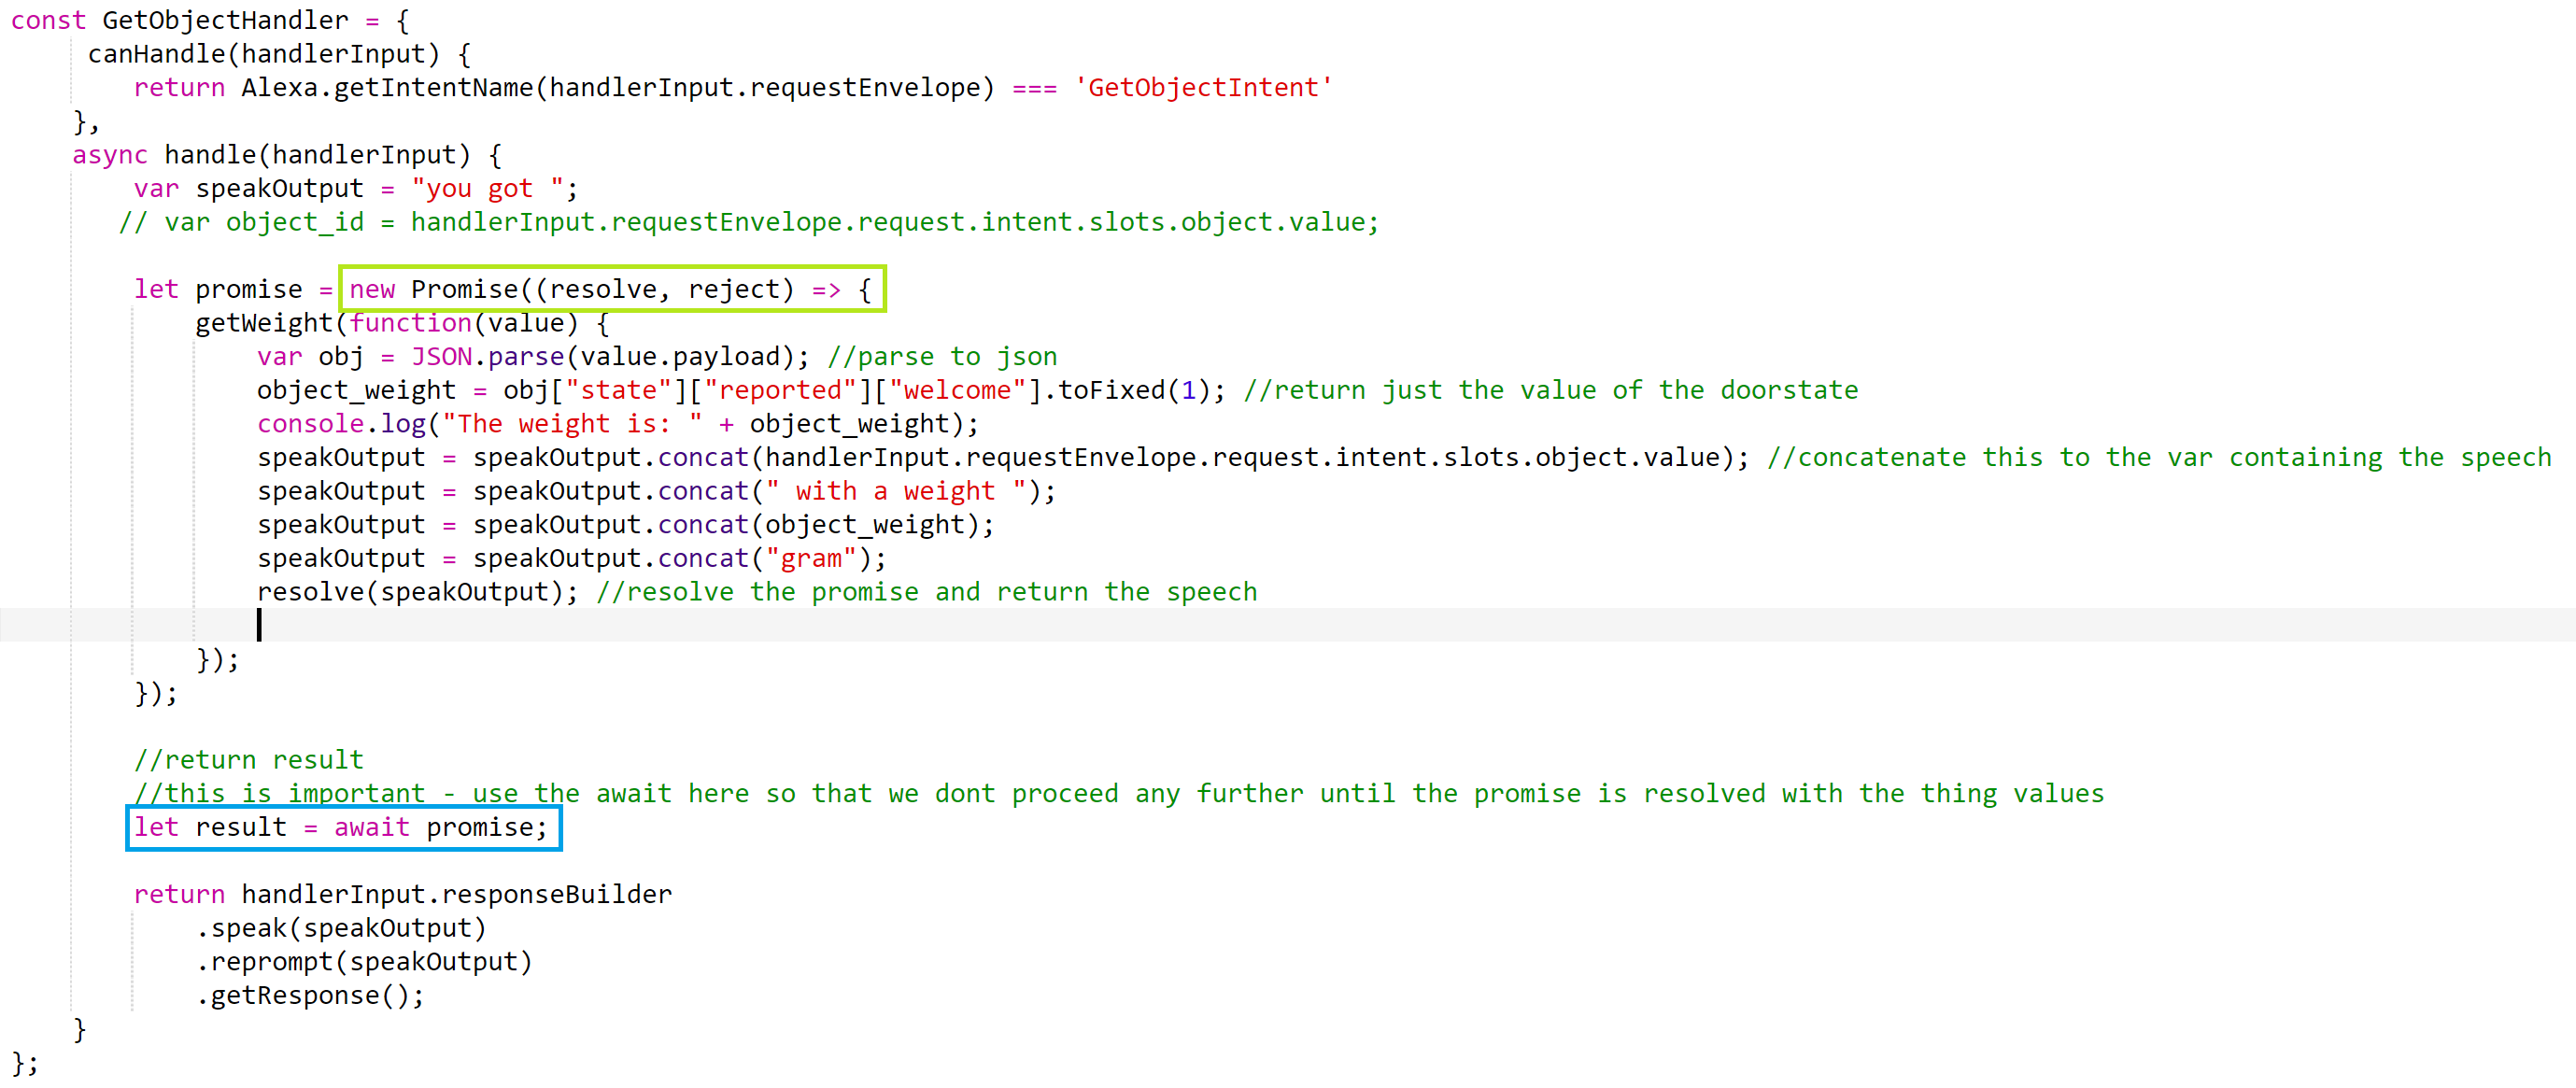 const GetObjectHandler = {
canHandle(handlerInput) {
return Alexa.getIntentName(handlerInput.requestEnvelope) === 'GetObjectIntent'
},
async handle(handlerInput) {
var speakOutput = "you got ";
// var object_id = handlerInput.requestEnvelope.request.intent.slots.object.value;
let promise = new Promise((resolve, reject) => {
getWeight(function(value) {
var obj = JSON.parse(value.payload); //parse to json
object_weight = obj["state"]["reported"]["welcome"].toFixed(1); //return just the value of the doorstate
console.log("The weight is: " + object_weight);
speakOutput = speakOutput.concat(handlerInput.requestEnvelope.request.intent.slots.object.value); //concatenate this to the var containing the speech
speakOutput = speakOutput.concat(" with a weight ");
speakOutput = speakOutput.concat(object_weight);
speakOutput = speakOutput.concat("gram");
resolve(speakOutput); //resolve the promise and return the speech
});
});
//return result
//this is important - use the await here so that we dont proceed any further until the promise is resolved with the thing values
let result = await promise;
return handlerInput.responseBuilder
.speak(speakOutput)
.reprompt(speakOutput)
.getResponse();
}
};